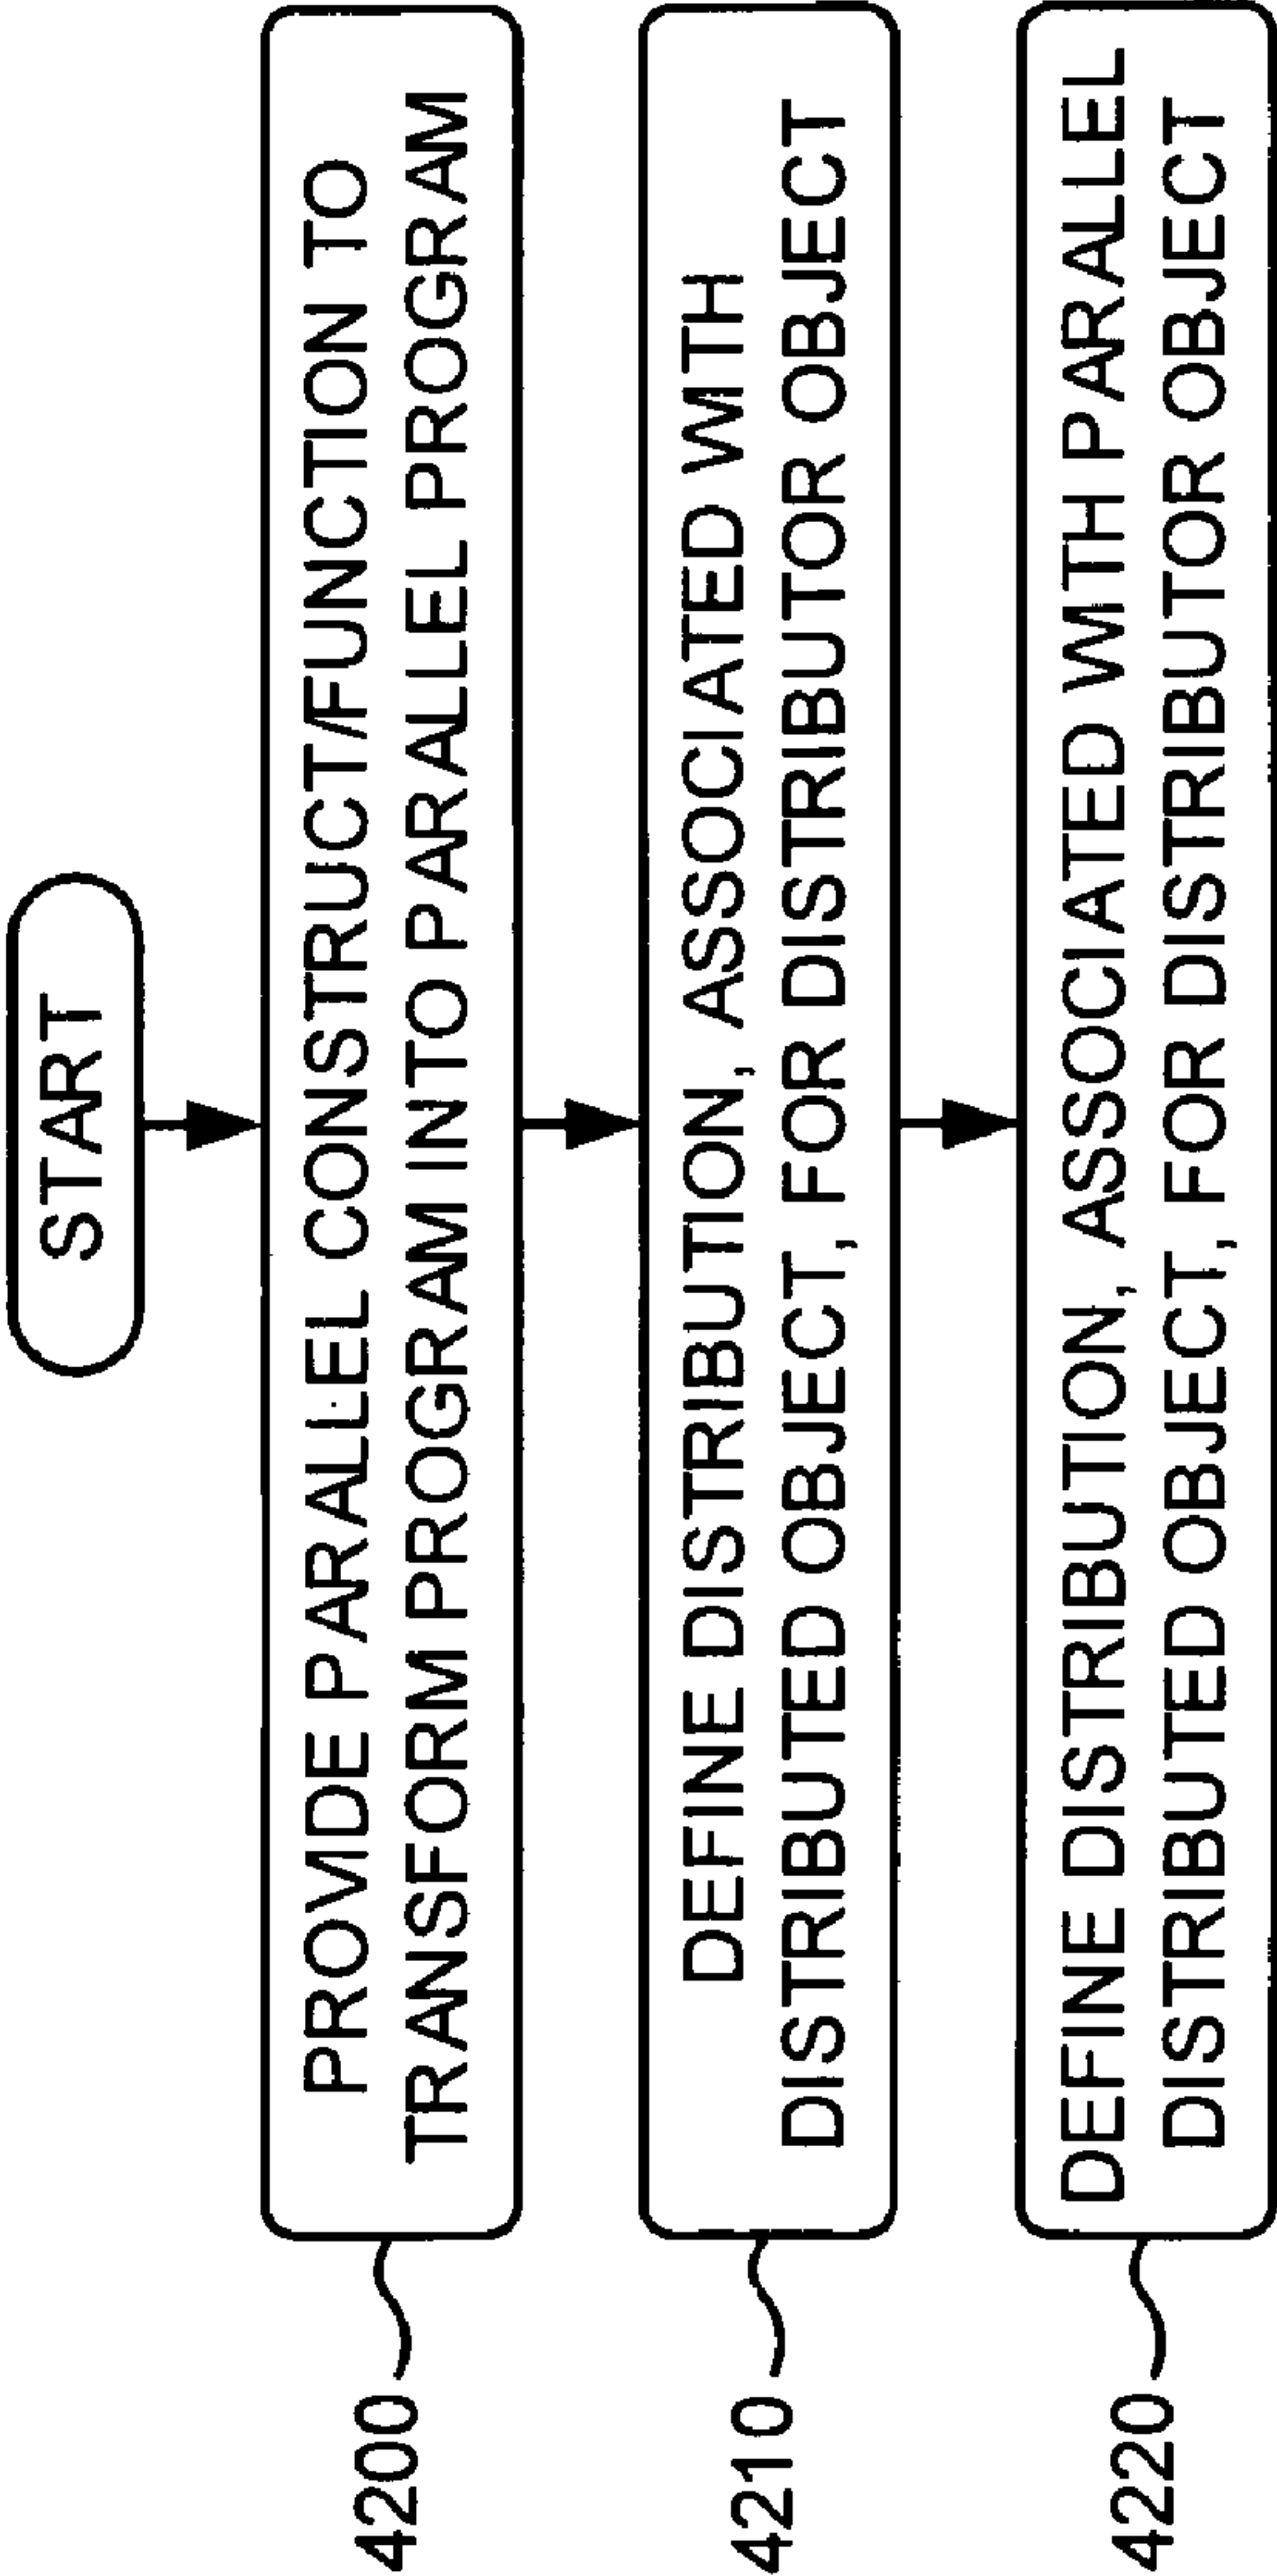 START
4200
PROVIDE PARALLEL CONSTRUCT/FUNCTION TO
TRANSFORM PROGRAM INTO PARALLEL PROGRAM
4210
DEFINE DISTRIBUTION, ASSOCIATED WITH
DISTRIBUTED OBJECT, FOR DISTRIBUTOR OBJECT
4220
DEFINE DISTRIBUTION, ASSOCIATED WITH PARALLEL
DISTRIBUTED OBJECT, FOR DISTRIBUTOR OBJECT